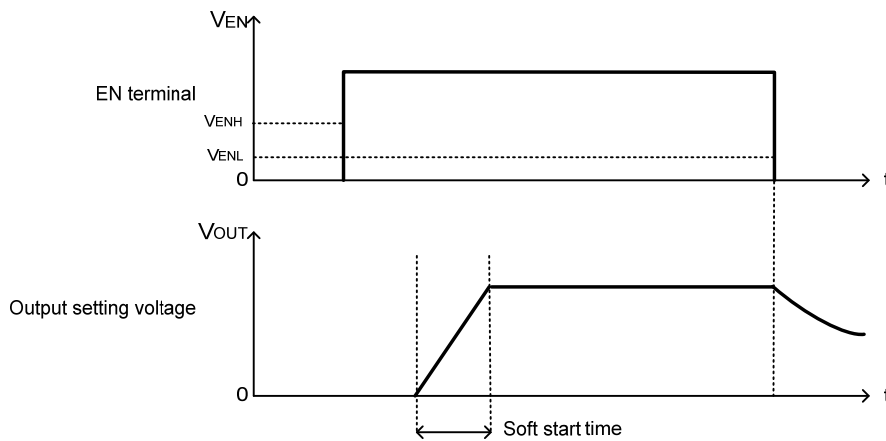 VEN
EN terminal
VENH
VENL
0
t
VOUT
Output setting voltage
0
t
Soft start time